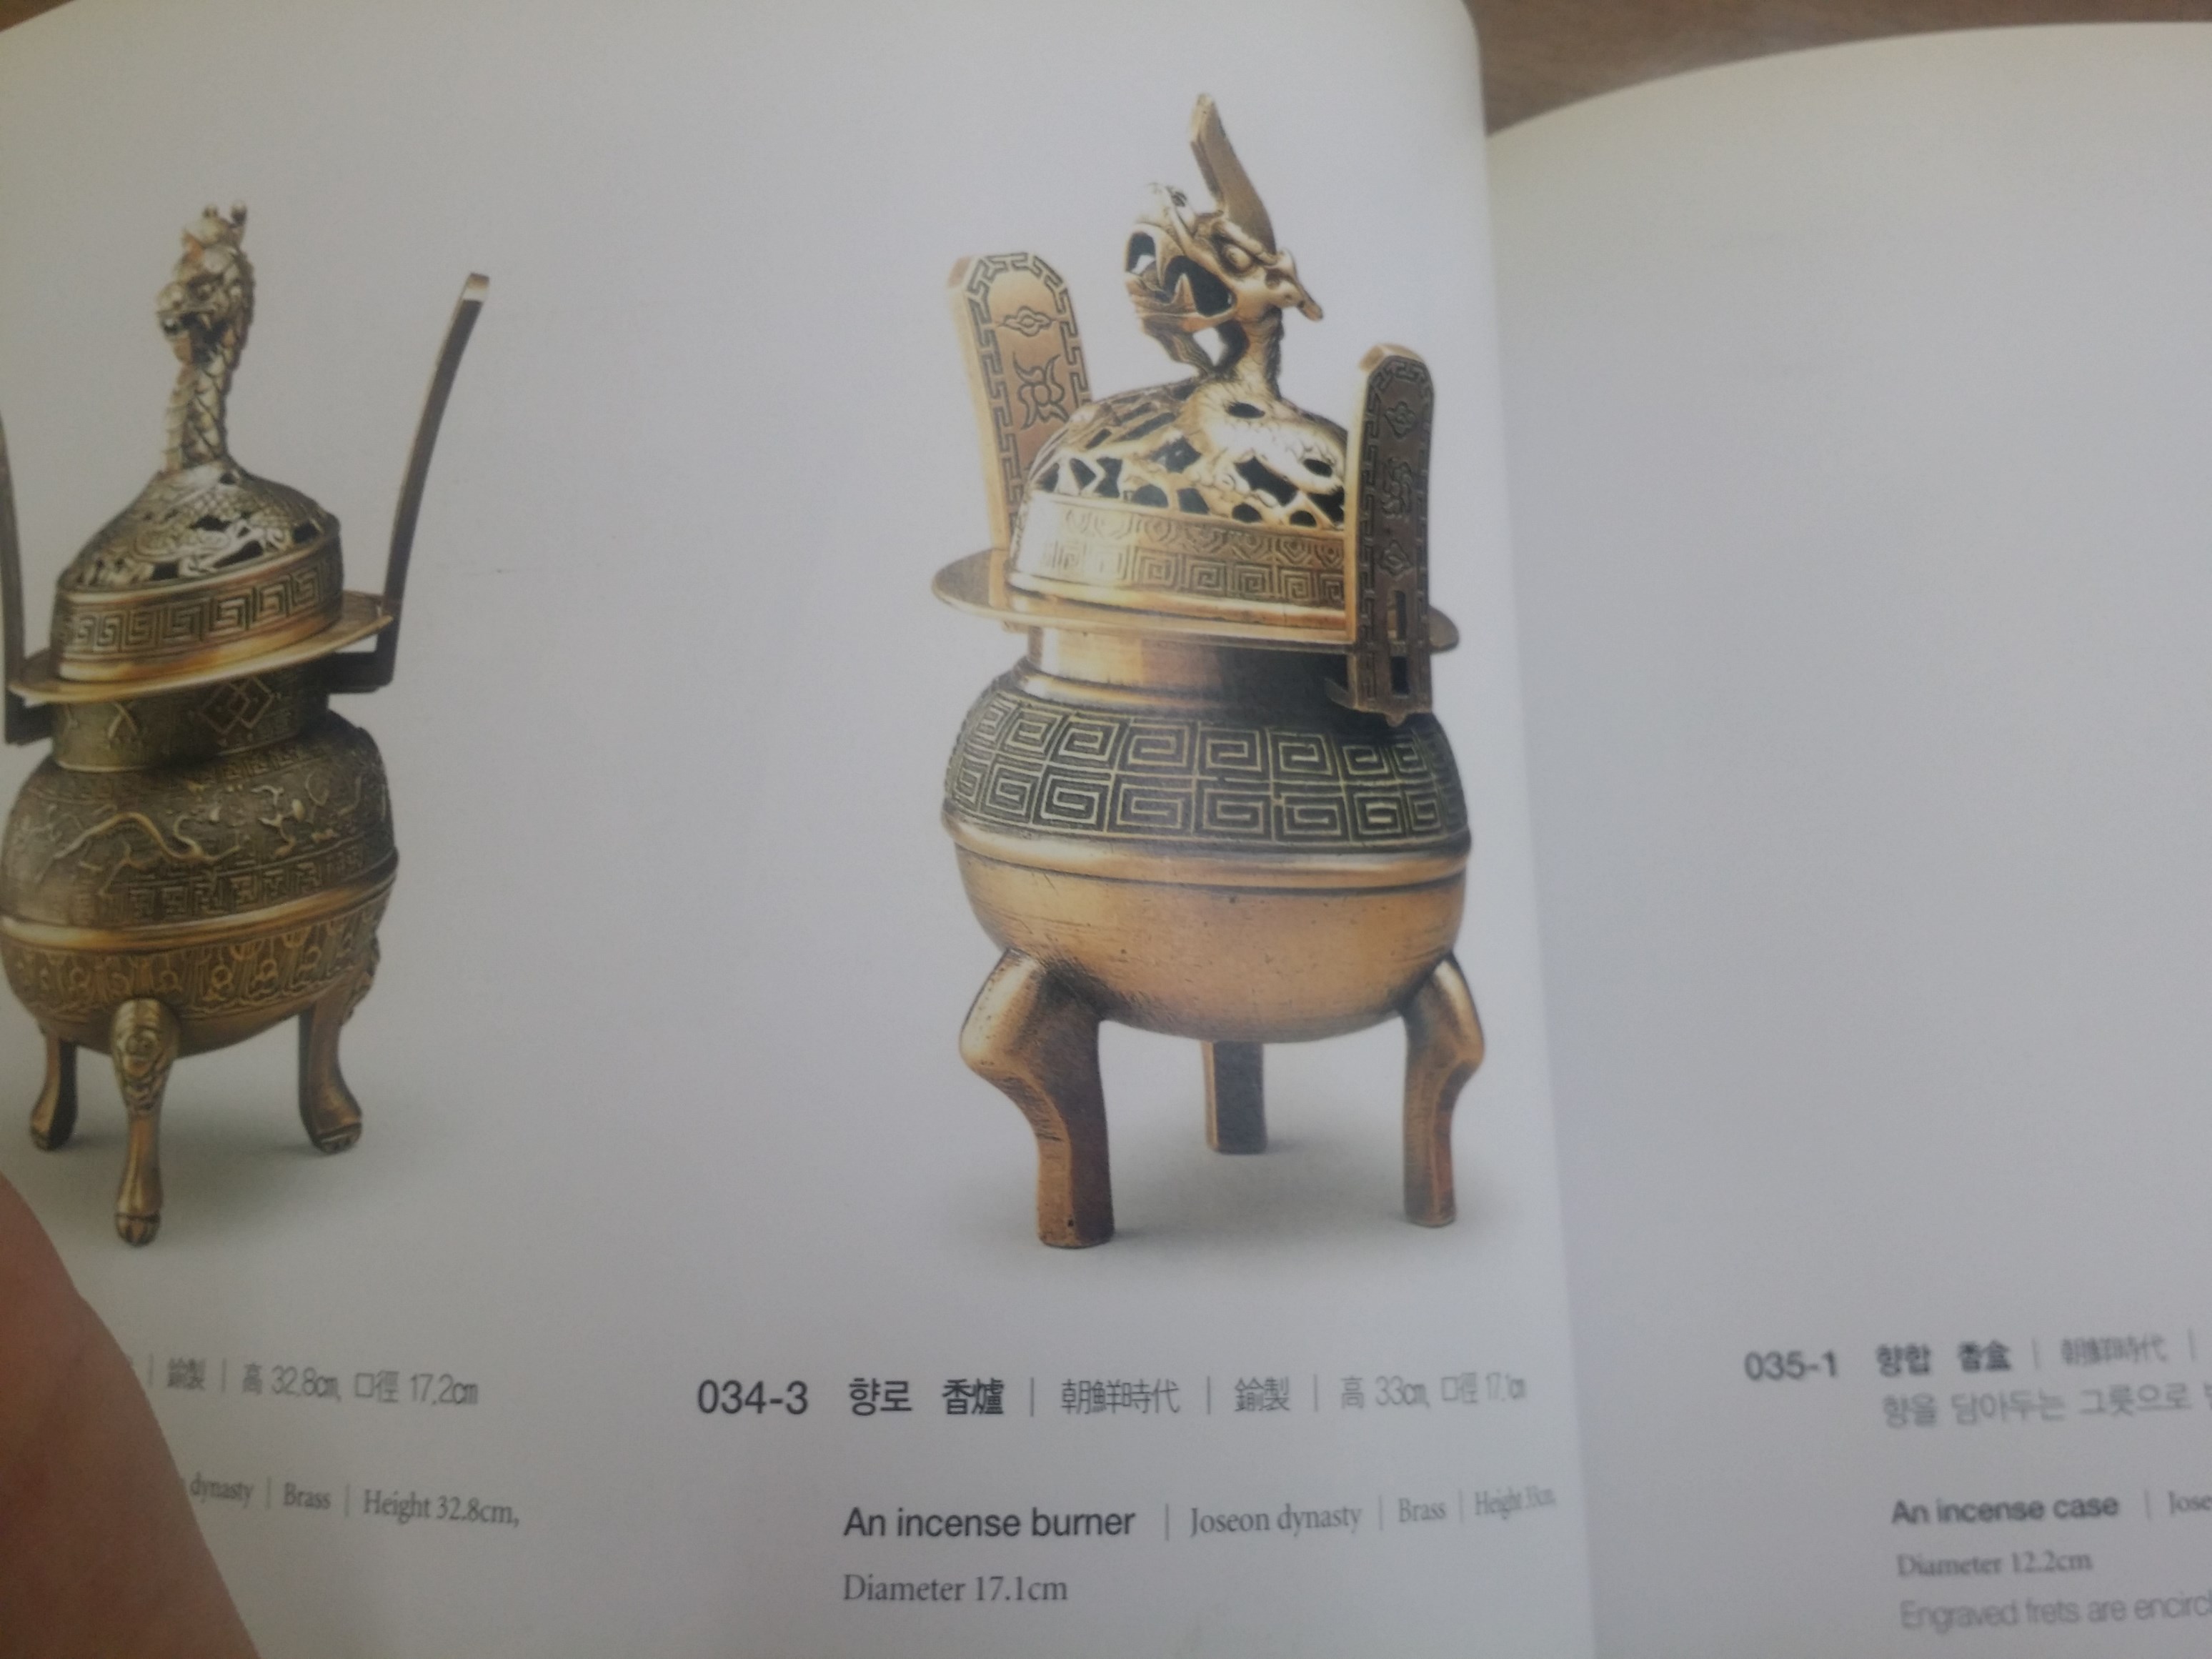 鍮製 | 高 32.8㎝, 口徑 17.2㎝
dynasty | Brass | Height 32.8cm,
034-3 향로 香爐 | 朝鮮時代 | 鍮製 | 高 33㎝, 口徑 17.1㎝
An incense burner | Joseon dynasty | Brass | Height 33cm,
Diameter 17.1cm
035-1 향합 香盒 | 朝鮮時代 |
향을 담아두는 그릇으로
An incense case |
Diameter 12.2cm
Engraved frets are